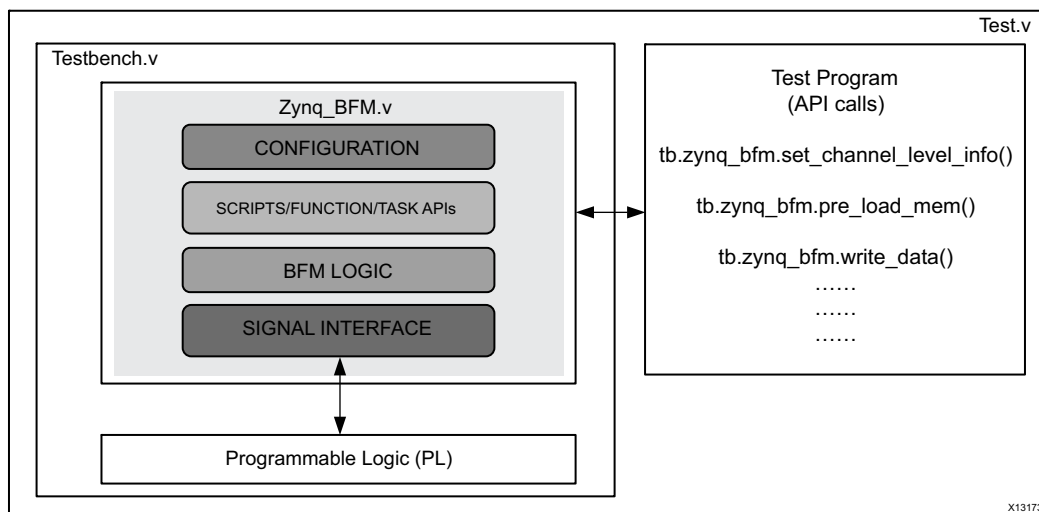 Test.v
Testbench.v
Zynq_BFM.v
CONFIGURATION
SCRIPTS/FUNCTION/TASK APIs
BFM LOGIC
SIGNAL INTERFACE
Programmable Logic (PL)
Test Program
(API calls)
tb.zynq_bfm.set_channel_level_info()
tb.zynq_bfm.pre_load_mem()
tb.zynq_bfm.write_data()
……
……
……
X13173